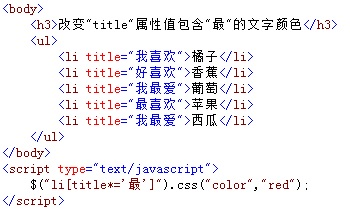 <body>
<h3>改变"title"属性值包含"最"的文字颜色</h3>
<ul>
<li title="我喜欢">橘子</li>
<li title="好喜欢">香蕉</li>
<li title="我最爱">葡萄</li>
<li title="最喜欢">苹果</li>
<li title="我最爱">西瓜</li>
</ul>
</body>
<script type="text/javascript">
$("li[title*='最']").css("color","red");
</script>